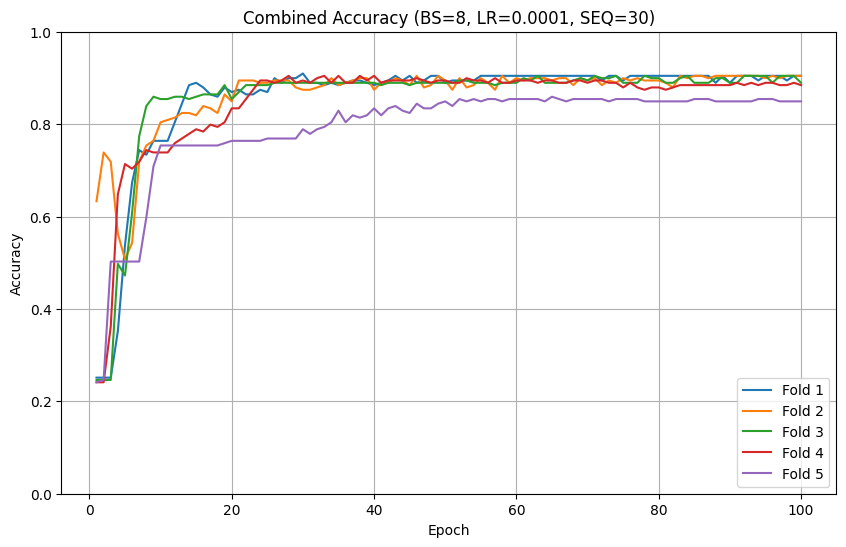 Combined Accuracy (BS=8, LR=0.0001, SEQ=30)
1.0
0.8
0.6
0.4
0.2
0.0
Accuracy
0 20 40 60 80 100
Epoch
Fold 1
Fold 2
Fold 3
Fold 4
Fold 5